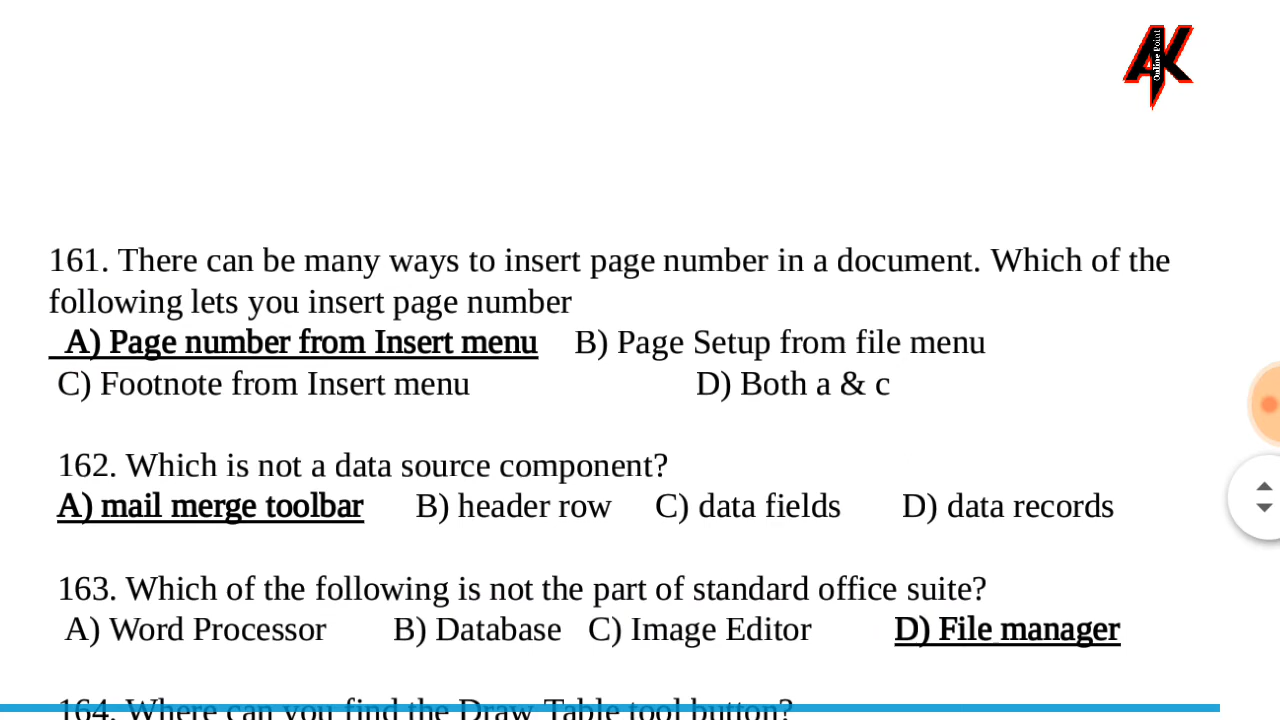 AK
Online Point
161. There can be many ways to insert page number in a document. Which of the
following lets you insert page number
A) Page number from Insert menu B) Page Setup from file menu
C) Footnote from Insert menu D) Both a & c
162. Which is not a data source component?
A) mail merge toolbar B) header row C) data fields D) data records
163. Which of the following is not the part of standard office suite?
A) Word Processor B) Database C) Image Editor D) File manager
164. Where can you find the Draw Table tool button?